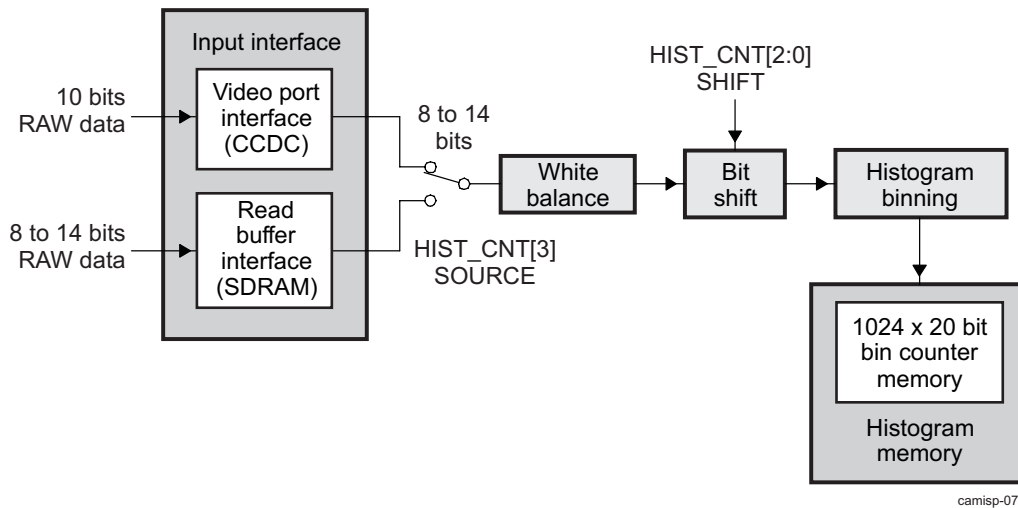 Input interface
10 bits
RAW data
Video port
interface
(CCDC)
8 to 14 bits
RAW data
Read
buffer
interface
(SDRAM)
8 to 14
bits
HIST_CNT[3]
SOURCE
White
balance
HIST_CNT[2:0]
SHIFT
Bit
shift
Histogram
binning
1024 x 20 bit
bin counter
memory
Histogram
memory
camisp-07